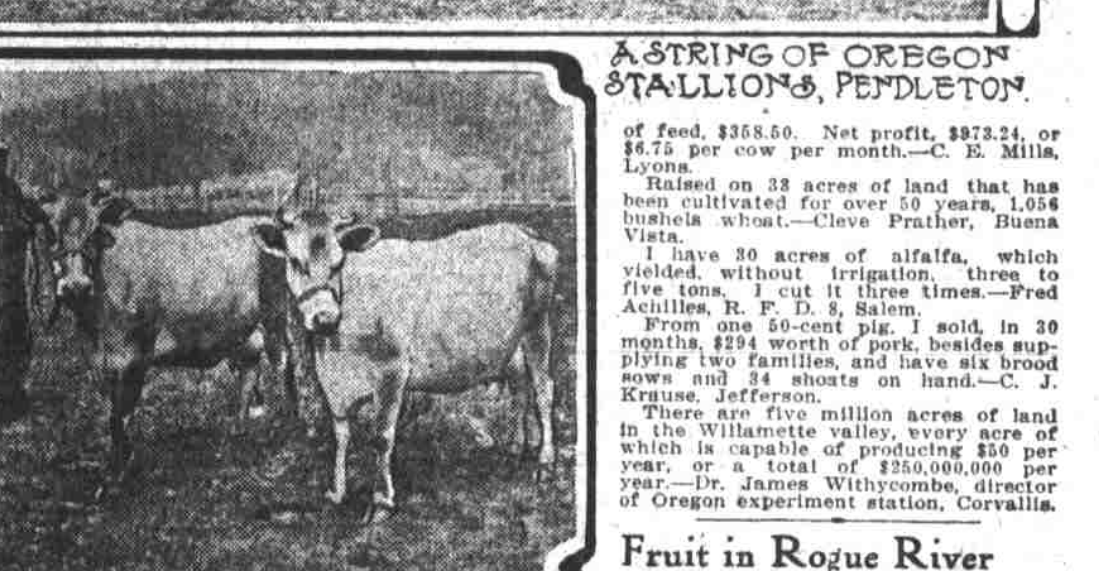 A STRING OF OREGON
STALLIONS, PENDLETON.
of feed, $358.50. Net profit, $973.24, or
$6.75 per cow per month.—C. E. Mills,
Lyons.
Raised on 33 acres of land that has
been cultivated for over 50 years, 1,056
bushels wheat.—Cleve Prather, Buena
Vista.
I have 30 acres of alfalfa, which
yielded, without irrigation, three to
five tons. I cut it three times.—Fred
Achilles, R. F. D. 8, Salem.
From one 50-cent pig, I sold, in 30
months, $294 worth of pork, besides sup-
plying two families, and have six brood
sows and 34 shoats on hand.—C. J.
Krause, Jefferson.
There are five million acres of land
in the Willamette valley, every acre of
which is capable of producing $50 per
year, or a total of $250,000,000 per
year.—Dr. James Withycombe, director
of Oregon experiment station, Corvallis.
Fruit in Rogue River